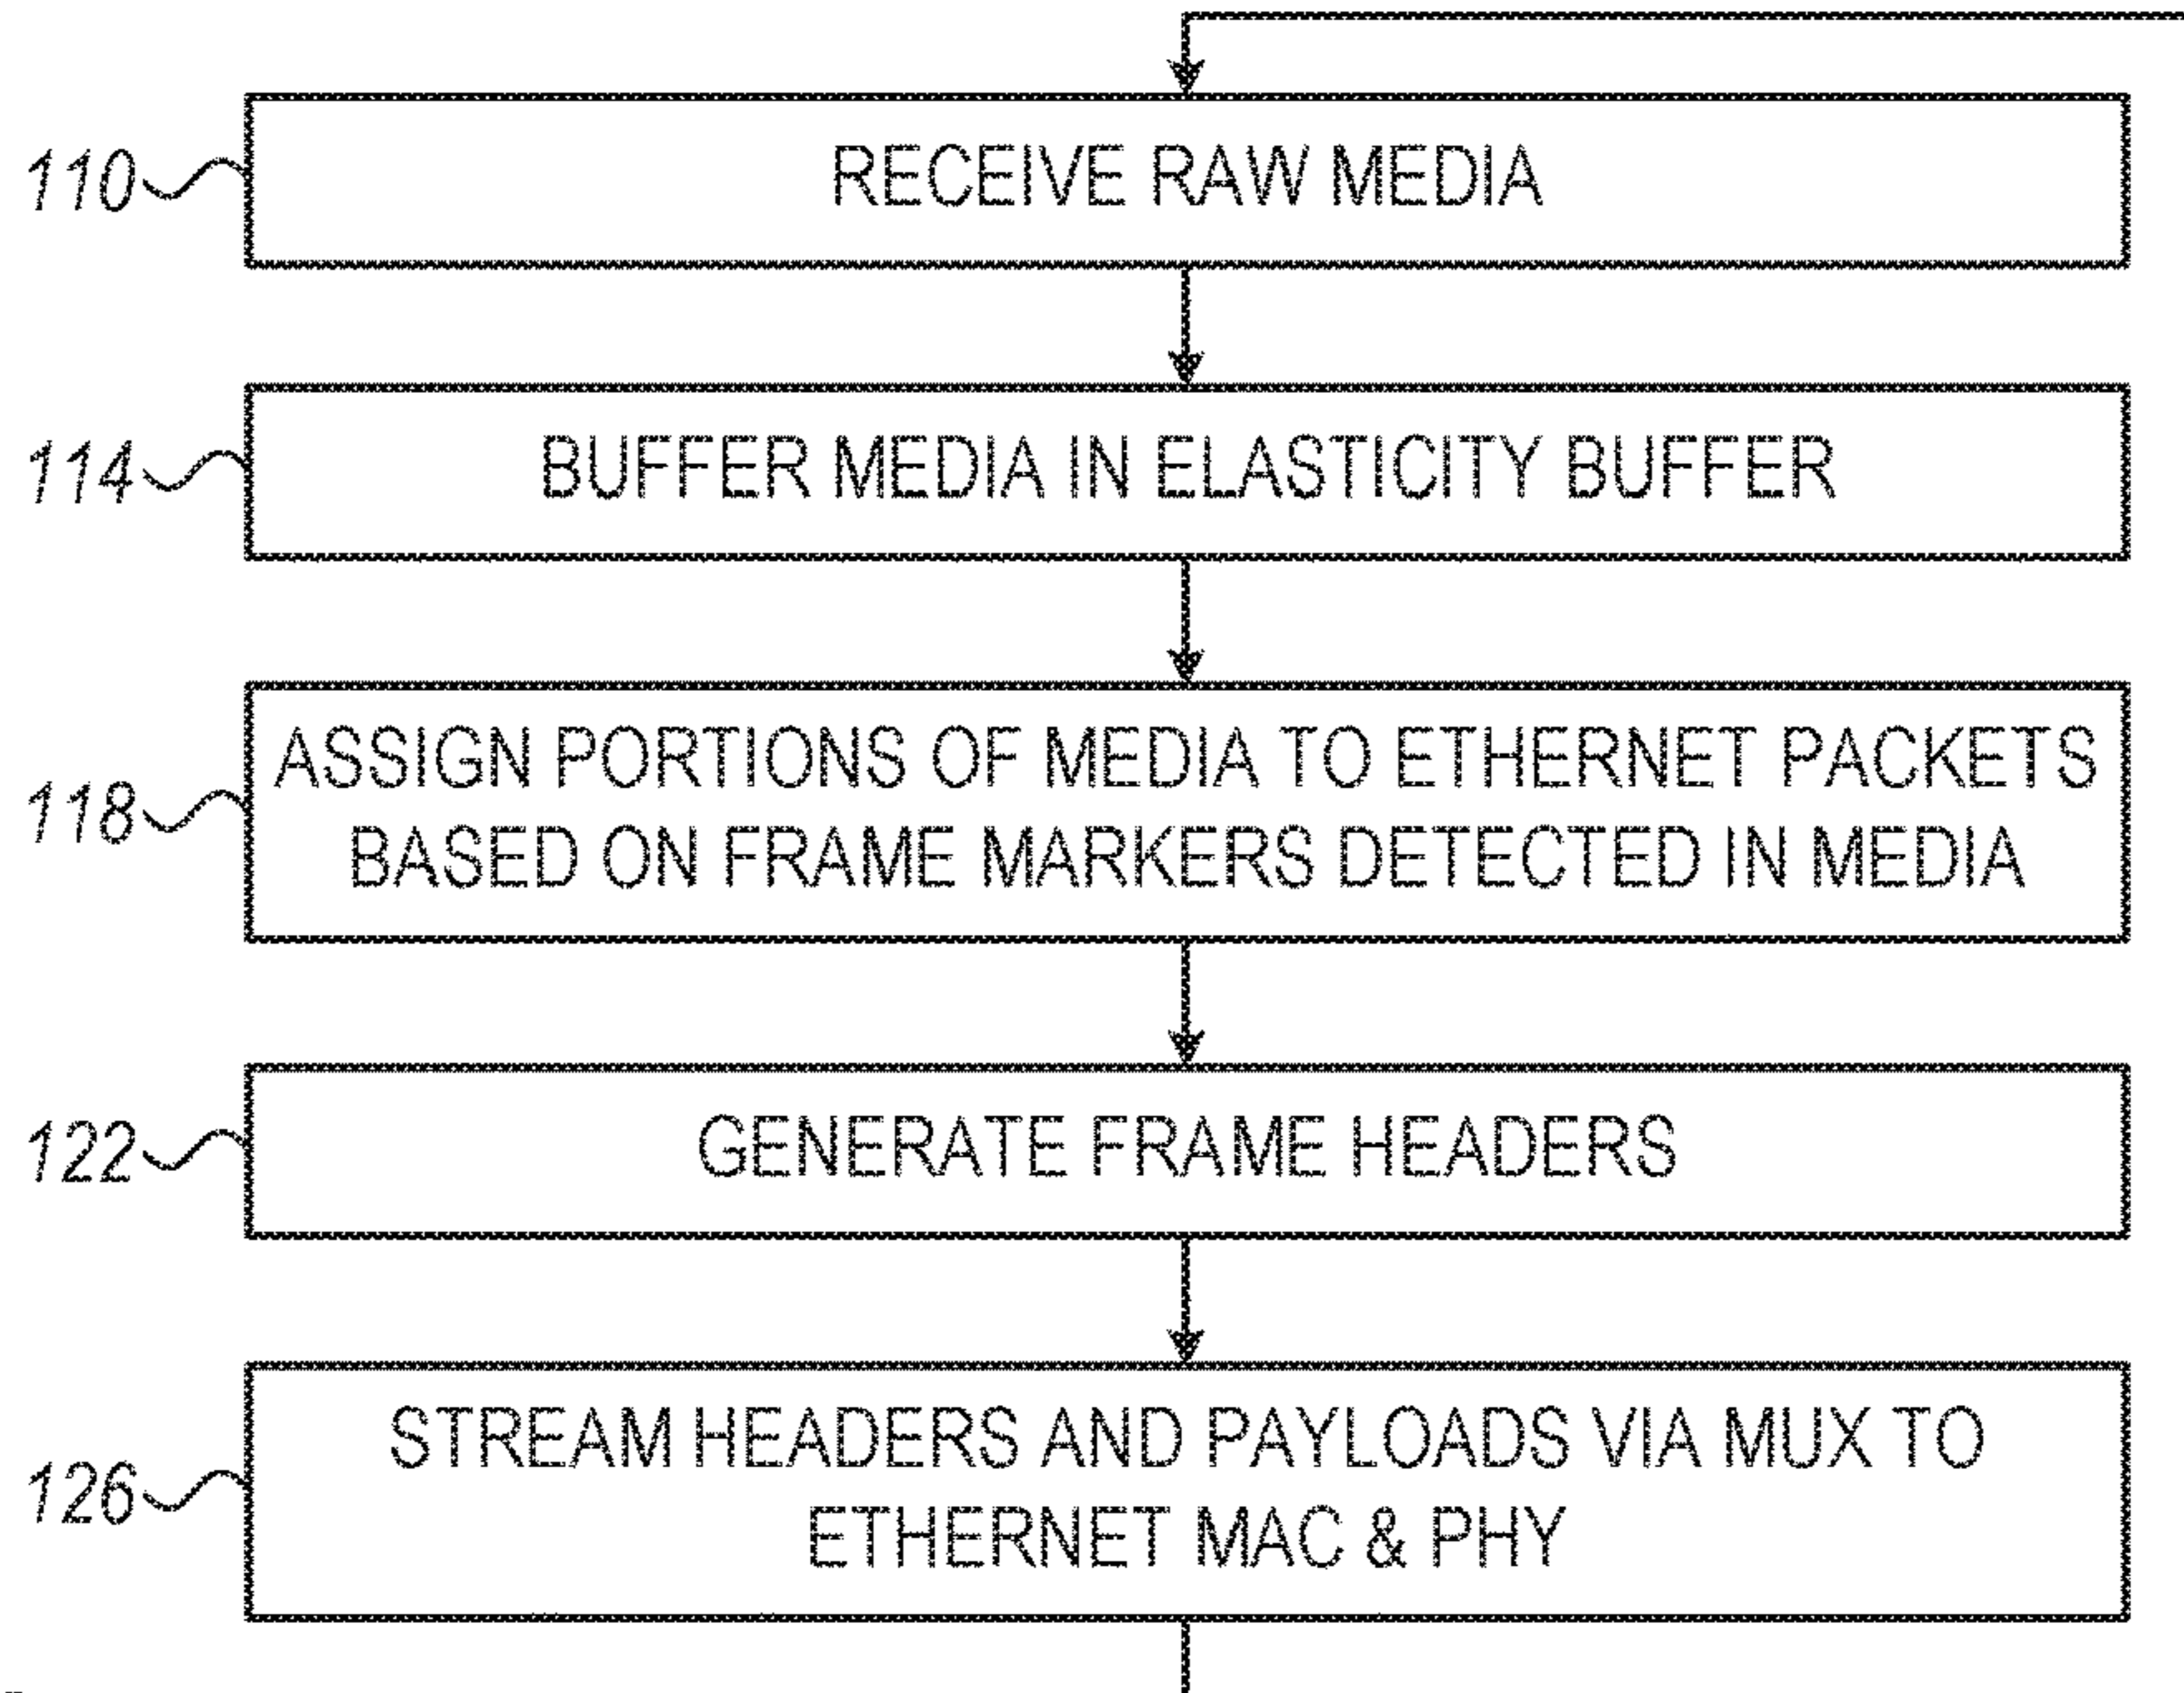 110
RECEIVE RAW MEDIA
114
BUFFER MEDIA IN ELASTICITY BUFFER
118
ASSIGN PORTIONS OF MEDIA TO ETHERNET PACKETS
BASED ON FRAME MARKERS DETECTED IN MEDIA
122
GENERATE FRAME HEADERS
126
STREAM HEADERS AND PAYLOADS VIA MUX TO
ETHERNET MAC & PHY